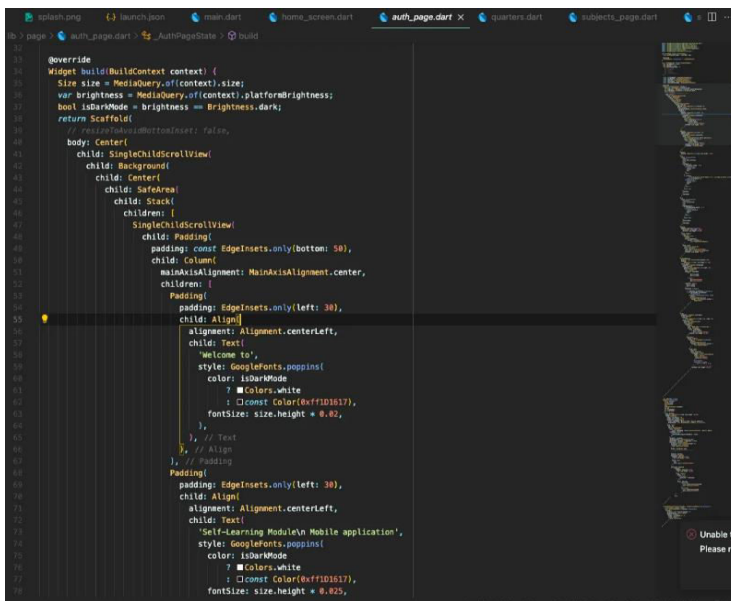 splash.png {} launch.json main.dart home_screen.dart auth_page.dart × quarters.dart subjects_page.dart s ...
lib > page > auth_page.dart > _AuthPageState > build
32
33 @override
34 Widget build(BuildContext context) {
35 Size size = MediaQuery.of(context).size;
36 var brightness = MediaQuery.of(context).platformBrightness;
37 bool isDarkMode = brightness == Brightness.dark;
38 return Scaffold(
39 // resizeToAvoidBottomInset: false,
40 body: Center(
41 child: SingleChildScrollView(
42 child: Background(
43 child: Center(
44 child: SafeArea(
45 child: Stack(
46 children: [
47 SingleChildScrollView(
48 child: Padding(
49 padding: const EdgeInsets.only(bottom: 50),
50 child: Column(
51 mainAxisAlignment: MainAxisAlignment.center,
52 children: [
53 Padding(
54 padding: EdgeInsets.only(left: 30),
55 child: Align(
56 alignment: Alignment.centerLeft,
57 child: Text(
58 'Welcome to',
59 style: GoogleFonts.poppins(
60 color: isDarkMode
61 ? Colors.white
62 : const Color(0xff1D1617),
63 fontSize: size.height * 0.02,
64 ),
65 ), // Text
66 ), // Align
67 ), // Padding
68 Padding(
69 padding: EdgeInsets.only(left: 30),
70 child: Align(
71 alignment: Alignment.centerLeft,
72 child: Text(
73 'Self-Learning Module\n Mobile application',
74 style: GoogleFonts.poppins(
75 color: isDarkMode
76 ? Colors.white
77 : const Color(0xff1D1617),
78 fontSize: size.height * 0.025,
Unable
Please